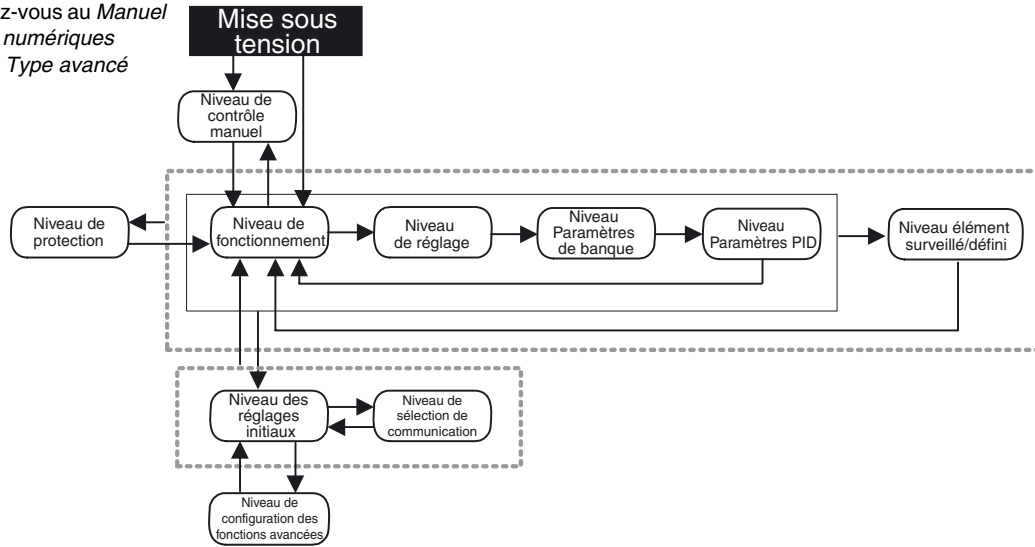 z-vous au Manuel
numériques
Type avancé
Mise sous
tension
Niveau de
contrôle
manuel
Niveau de
protection
Niveau de
fonctionnement
Niveau
de réglage
Niveau
Paramètres
de banque
Niveau
Paramètres PID
Niveau élément
surveillé/défini
Niveau des
réglages
initiaux
Niveau de
sélection de
communication
Niveau de
configuration des
fonctions avancées